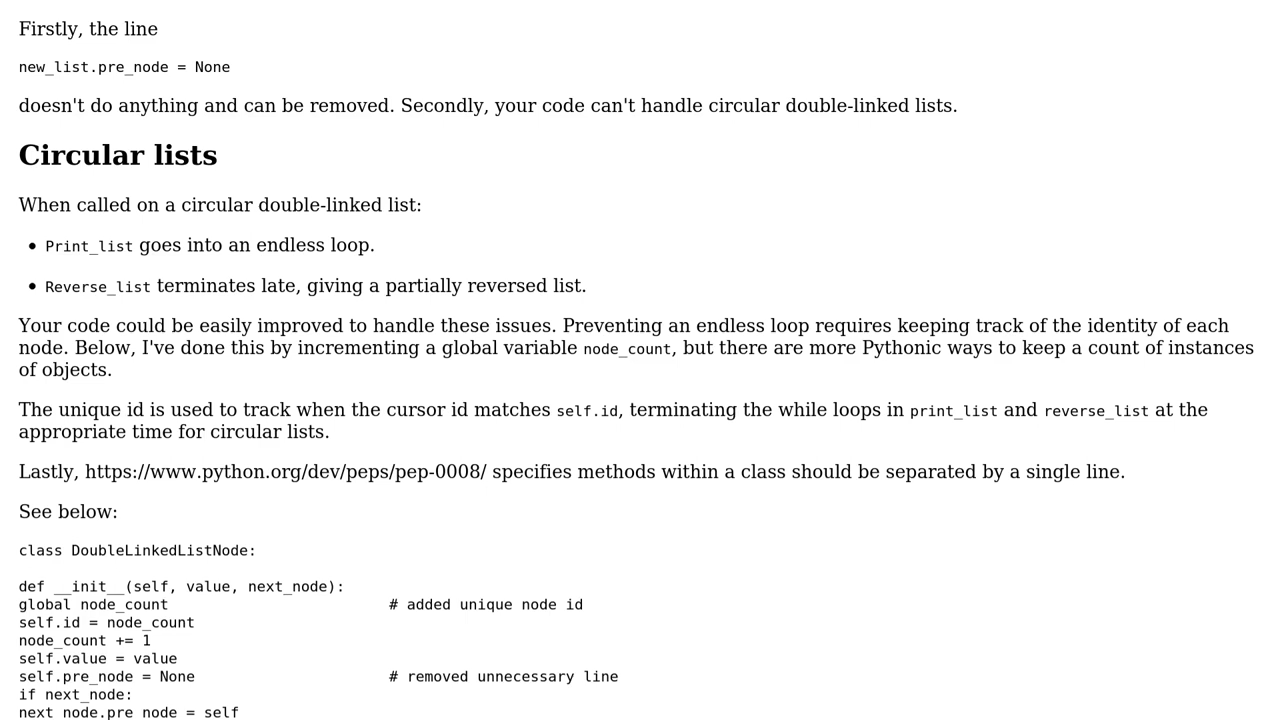 Firstly, the line
new_list.pre_node = None
doesn't do anything and can be removed. Secondly, your code can't handle circular double-linked lists.
Circular lists
When called on a circular double-linked list:
• Print_list goes into an endless loop.
• Reverse_list terminates late, giving a partially reversed list.
Your code could be easily improved to handle these issues. Preventing an endless loop requires keeping track of the identity of each
node. Below, I've done this by incrementing a global variable node_count, but there are more Pythonic ways to keep a count of instances
of objects.
The unique id is used to track when the cursor id matches self.id, terminating the while loops in print_list and reverse_list at the
appropriate time for circular lists.
Lastly, https://www.python.org/dev/peps/pep-0008/ specifies methods within a class should be separated by a single line.
See below:
class DoubleLinkedListNode:
def __init__(self, value, next_node):
global node_count                         # added unique node id
self.id = node_count
node_count += 1
self.value = value
self.pre_node = None                      # removed unnecessary line
if next_node:
next_node.pre_node = self